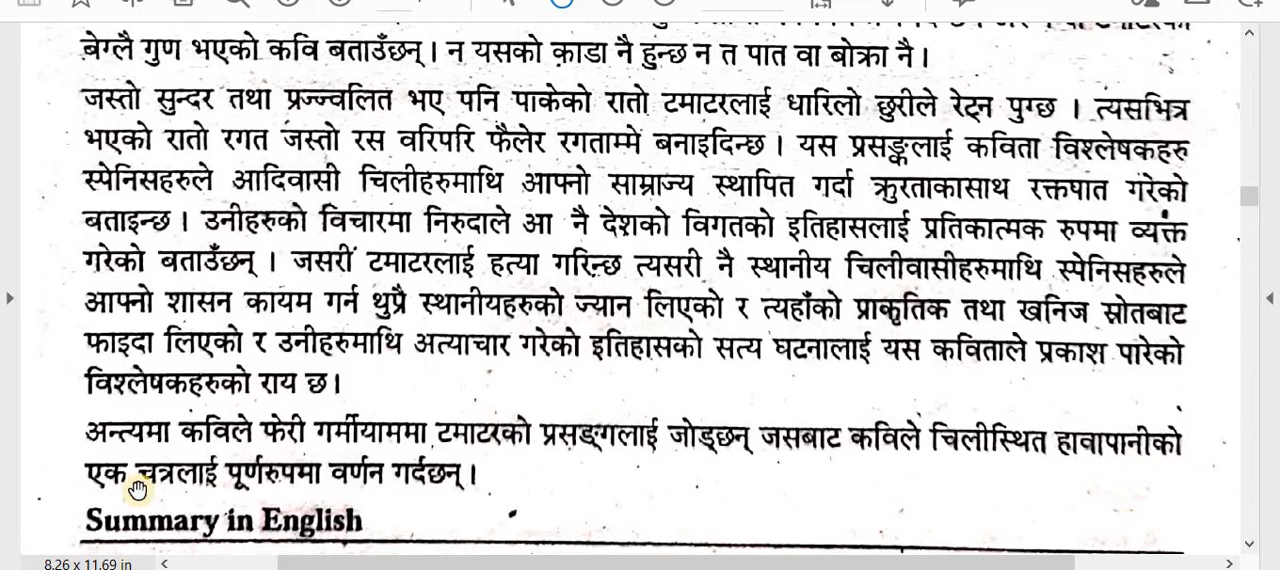 बेग्लै गुण भएको कवि बताउँछन्। न यसको काडा नै हुन्छ न त पात वा बोक्रा नै।
जस्तो सुन्दर तथा प्रज्ज्वलित भए पनि पाकेको रातो टमाटरलाई धारिलो छुरीले रेट्न पुग्छ । त्यसभित्र
भएको रातो रगत जस्तो रस वरिपरि फैलेर रगताम्मे बनाइदिन्छ। यस प्रसङ्कलाई कविता विश्लेषकहरु
स्पेनिसहरुले आदिवासी चिलीहरुमाथि आफ्नो साम्राज्य स्थापित गर्दा क्रुरताकासाथ रक्तपात गरेको
बताइन्छ। उनीहरुको विचारमा निरुदाले आ नै देशको विगतको इतिहासलाई प्रतिकात्मक रुपमा व्यक्त
गरेको बताउँछन् । जसरी टमाटरलाई हत्या गरिन्छ त्यसरी नै स्थानीय चिलीवासीहरुमाथि स्पेनिसहरुले
आफ्नो शासन कायम गर्न थुप्रै स्थानीयहरुको ज्यान लिएको र त्यहाँको प्राकृतिक तथा खनिज स्रोतबाट
फाइदा लिएको र उनीहरुमाथि अत्याचार गरेको इतिहासको सत्य घटनालाई यस कविताले प्रकाश पारेको
विश्लेषकहरुको राय छ।
अन्त्यमा कविले फेरी गर्मीयाममा टमाटरको प्रसङ्गलाई जोड्छन् जसबाट कविले चिलीस्थित हावापानीको
एक चत्रलाई पूर्णरुपमा वर्णन गर्दछन्।
Summary in English
8.26 x 11.69 in